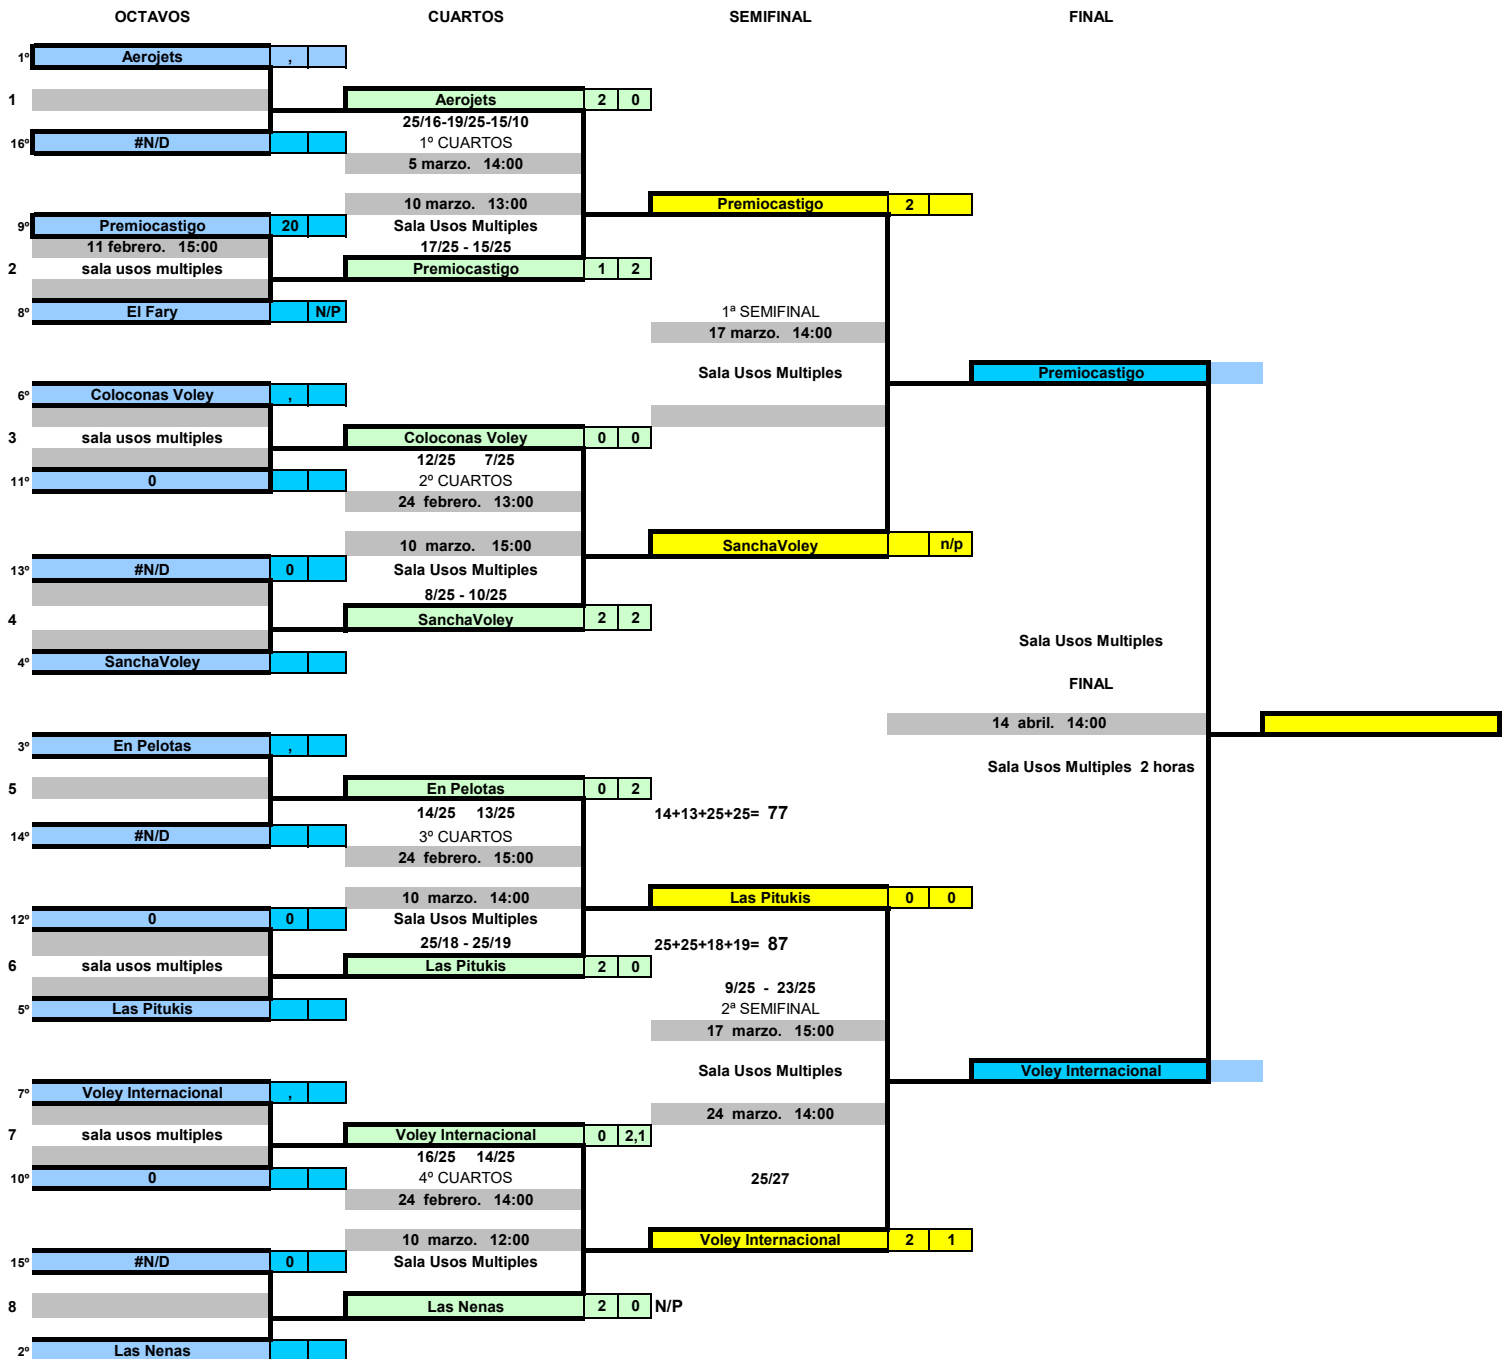 OCTAVOS CUARTOS SEMIFINAL FINAL
1º Aerojets ,
1 Aerojets 2 0
25/16-19/25-15/10
16º #N/D 1º CUARTOS
5 marzo. 14:00
10 marzo. 13:00 Premiocastigo 2
9º Premiocastigo 20 Sala Usos Multiples
11 febrero. 15:00 17/25 - 15/25
2 sala usos multiples Premiocastigo 1 2
8º El Fary N/P 1ª SEMIFINAL
17 marzo. 14:00
Sala Usos Multiples Premiocastigo
6º Coloconas Voley ,
3 sala usos multiples Coloconas Voley 0 0
12/25 7/25
11º 0 2º CUARTOS
24 febrero. 13:00
10 marzo. 15:00 SanchaVoley n/p
13º #N/D 0 Sala Usos Multiples
8/25 - 10/25
4 SanchaVoley 2 2
Sala Usos Multiples
4º SanchaVoley
FINAL
14 abril. 14:00
3º En Pelotas ,
Sala Usos Multiples 2 horas
5 En Pelotas 0 2
14/25 13/25 14+13+25+25= 77
14º #N/D 3º CUARTOS
24 febrero. 15:00
10 marzo. 14:00 Las Pitukis 0 0
12º 0 0 Sala Usos Multiples
25/18 - 25/19 25+25+18+19= 87
6 sala usos multiples Las Pitukis 2 0
9/25 - 23/25
5º Las Pitukis 2ª SEMIFINAL
17 marzo. 15:00
Sala Usos Multiples Voley Internacional
7º Voley Internacional ,
24 marzo. 14:00
7 sala usos multiples Voley Internacional 0 2,1
16/25 14/25
10º 0 4º CUARTOS 25/27
24 febrero. 14:00
10 marzo. 12:00 Voley Internacional 2 1
15º #N/D 0 Sala Usos Multiples
8 Las Nenas 2 0 N/P
2º Las Nenas